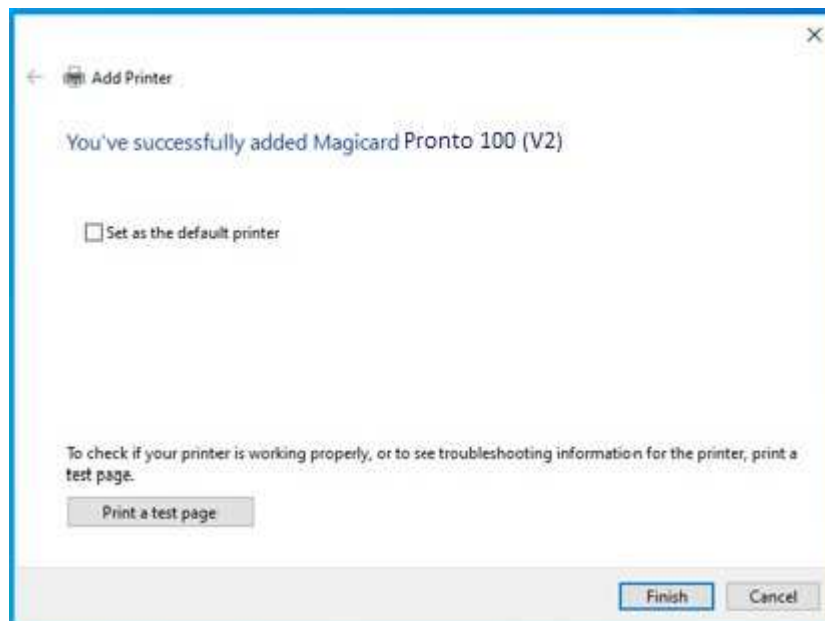 Add Printer
You've successfully added Magicard Pronto 100 (V2)
Set as the default printer
To check if your printer is working properly, or to see troubleshooting information for the printer, print a
test page.
Print a test page
Finish
Cancel